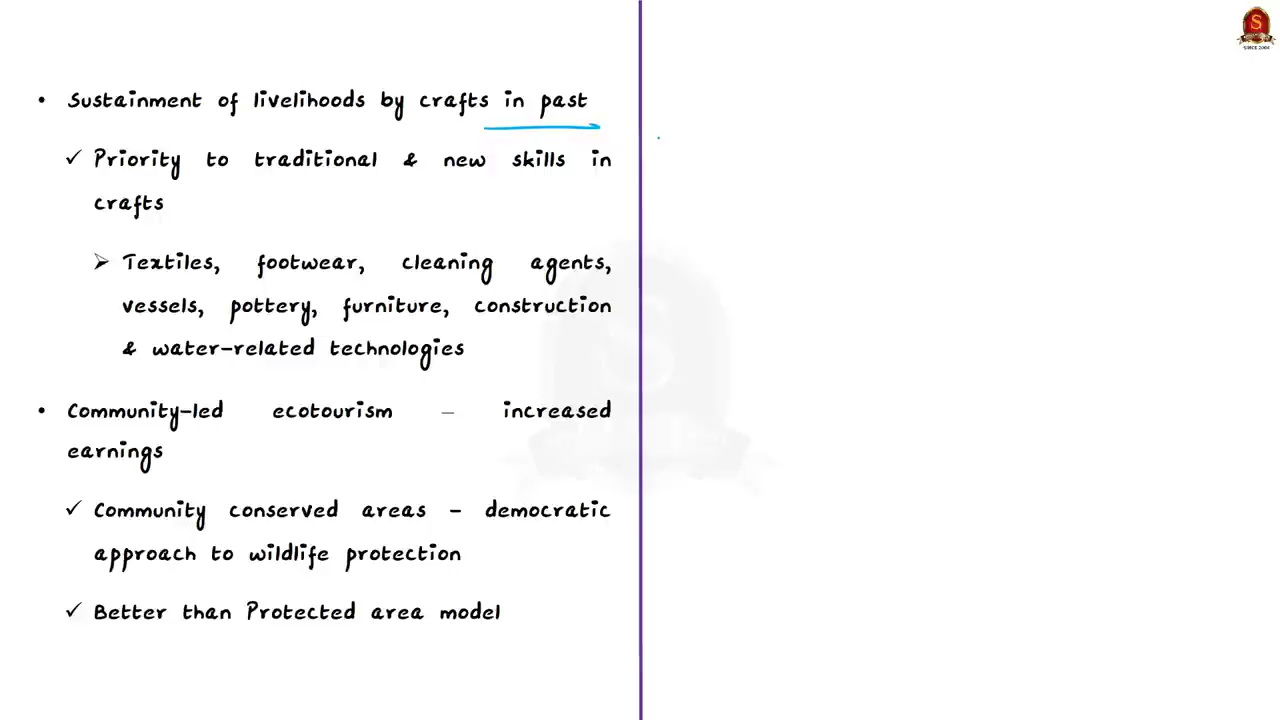 • Sustainment of livelihoods by crafts in past
✓ Priority to traditional & new skills in
crafts
➢ Textiles, footwear, cleaning agents,
vessels, pottery, furniture, construction
& water-related technologies
• Community-led ecotourism – increased
earnings
✓ Community conserved areas - democratic
approach to wildlife protection
✓ Better than Protected area model
S
SINCE 2004